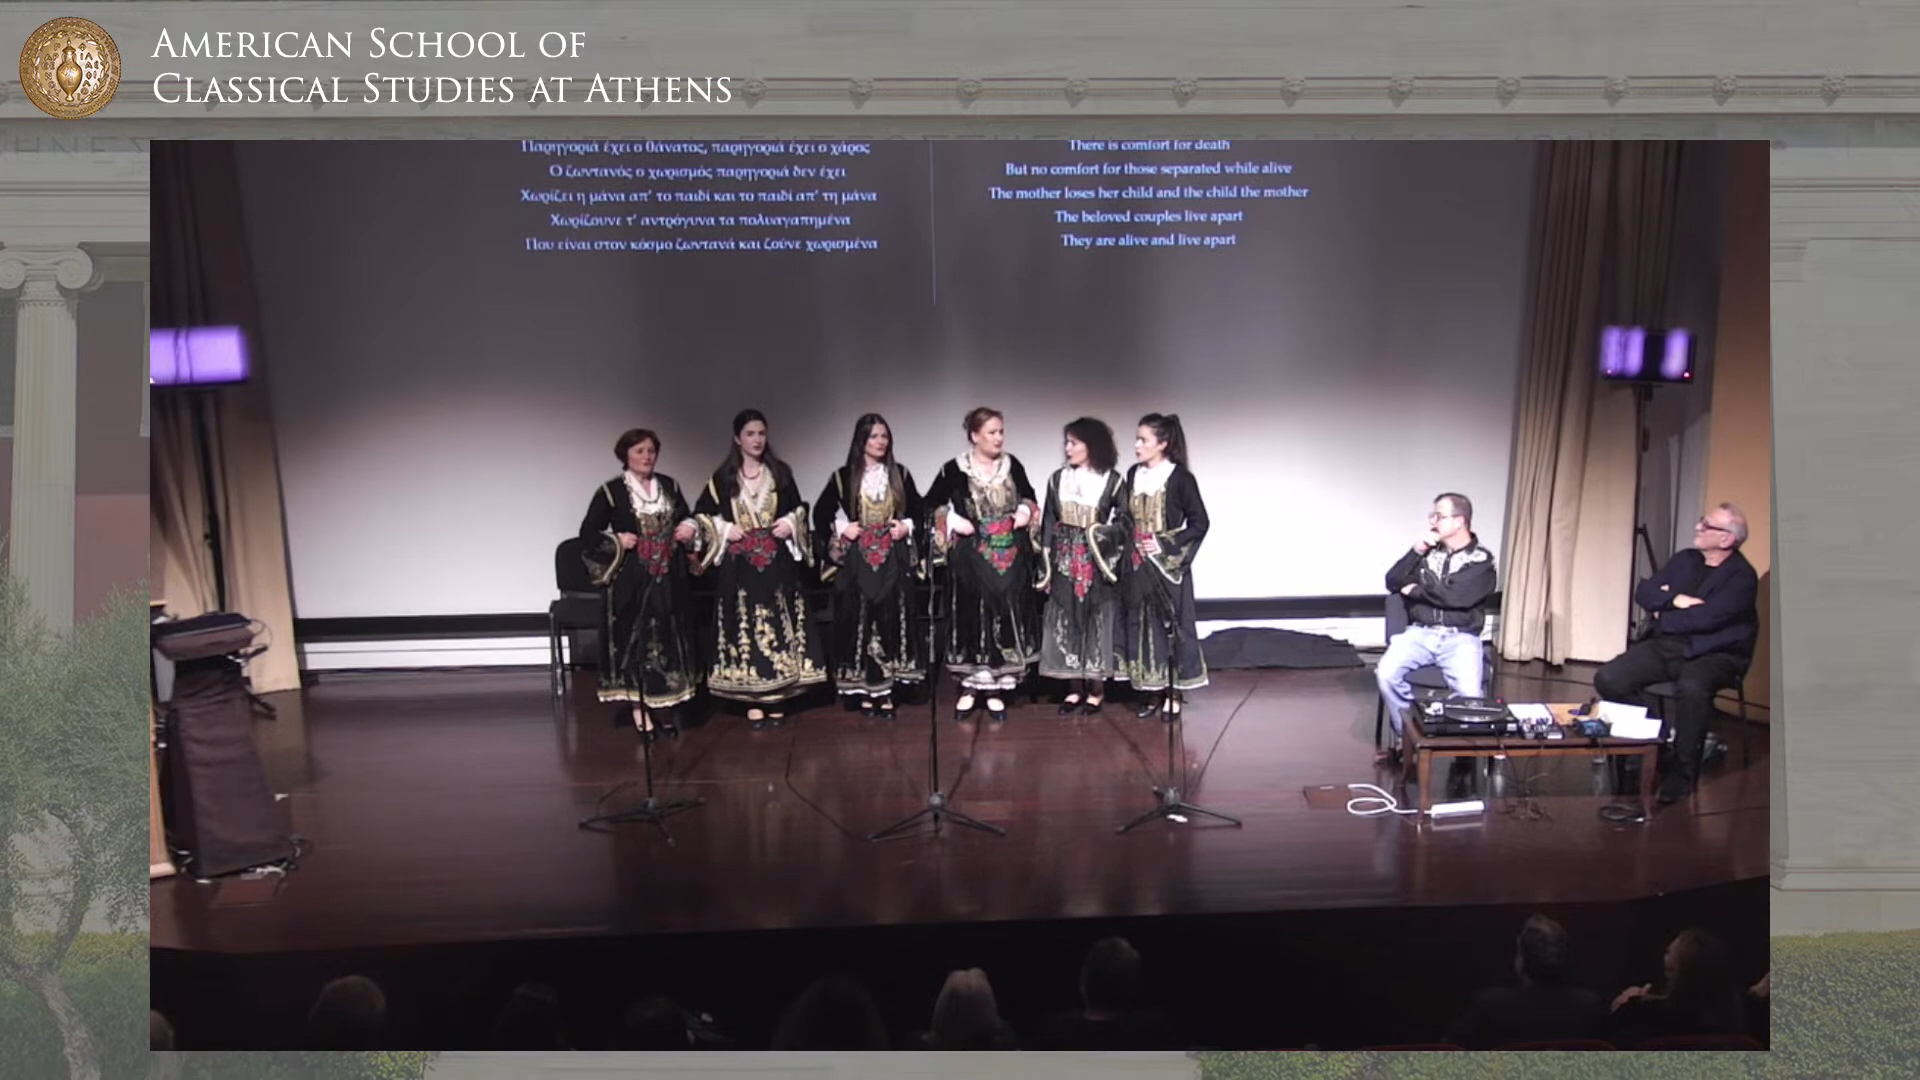 AMERICAN SCHOOL OF
CLASSICAL STUDIES AT ATHENS
Παρηγοριά έχει ο θάνατος, παρηγοριά έχει ο χάρος
Ο ζωντανός ο χωρισμός παρηγοριά δεν έχει
Χωρίζει η μάνα απ' το παιδί και το παιδί απ' τη μάνα
Χωρίζουνε τ' αντρόγυνα τα πολυαγαπημένα
Που είναι στον κόσμο ζωντανά και ζούνε χωρισμένα
There is comfort for death
But no comfort for those separated while alive
The mother loses her child and the child the mother
The beloved couples live apart
They are alive and live apart